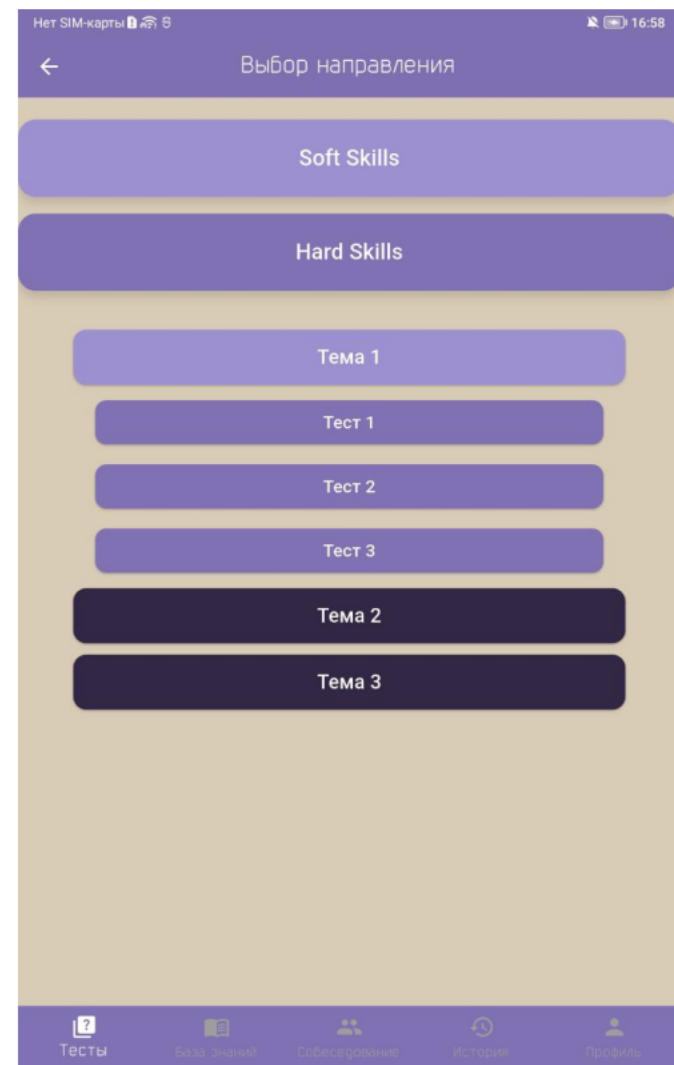 Нет SIM-карты 16:58
Выбор направления
Soft Skills
Hard Skills
Тема 1
Тест 1
Тест 2
Тест 3
Тема 2
Тема 3
Тесты База знаний Собеседование История Профиль